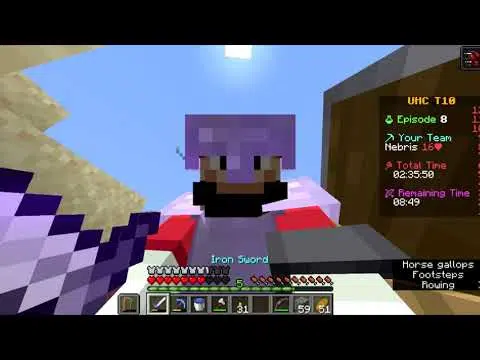 UHC T10
Episode 8
Your Team
Nebris 16
Total Time
02:35:50
Remaining Time
08:49
Iron Sword
5
31
59
51
Horse gallops
Footsteps
Rowing